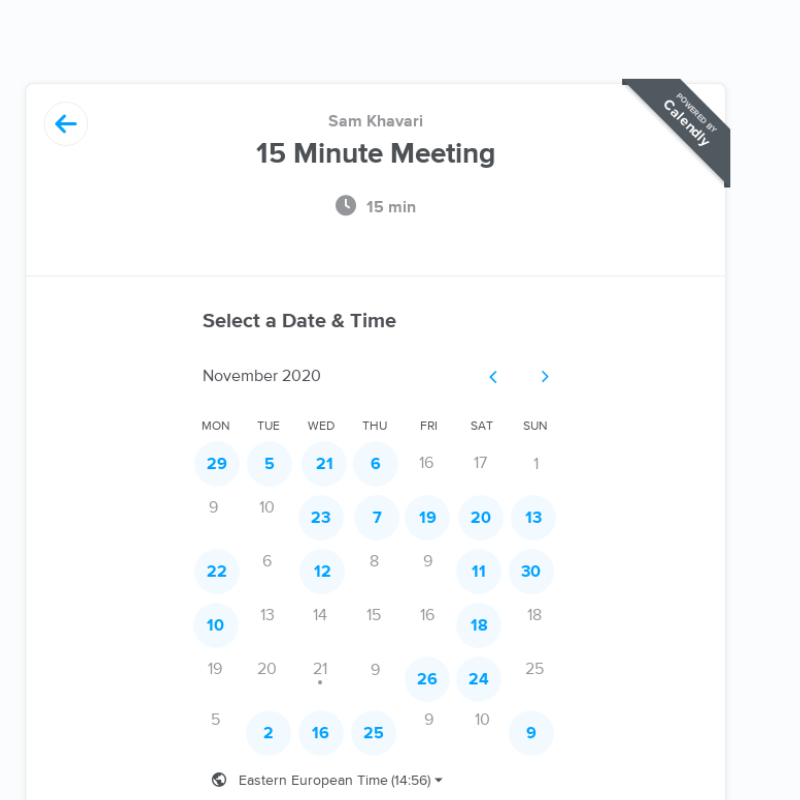 POWERED BY
Calendly
Sam Khavari
15 Minute Meeting
15 min
Select a Date & Time
November 2020
MON TUE WED THU FRI SAT SUN
29 5 21 6 16 17 1
9 10 23 7 19 20 13
22 6 12 8 9 11 30
10 13 14 15 16 18 18
19 20 21 9 26 24 25
5 2 16 25 9 10 9
Eastern European Time (14:56)